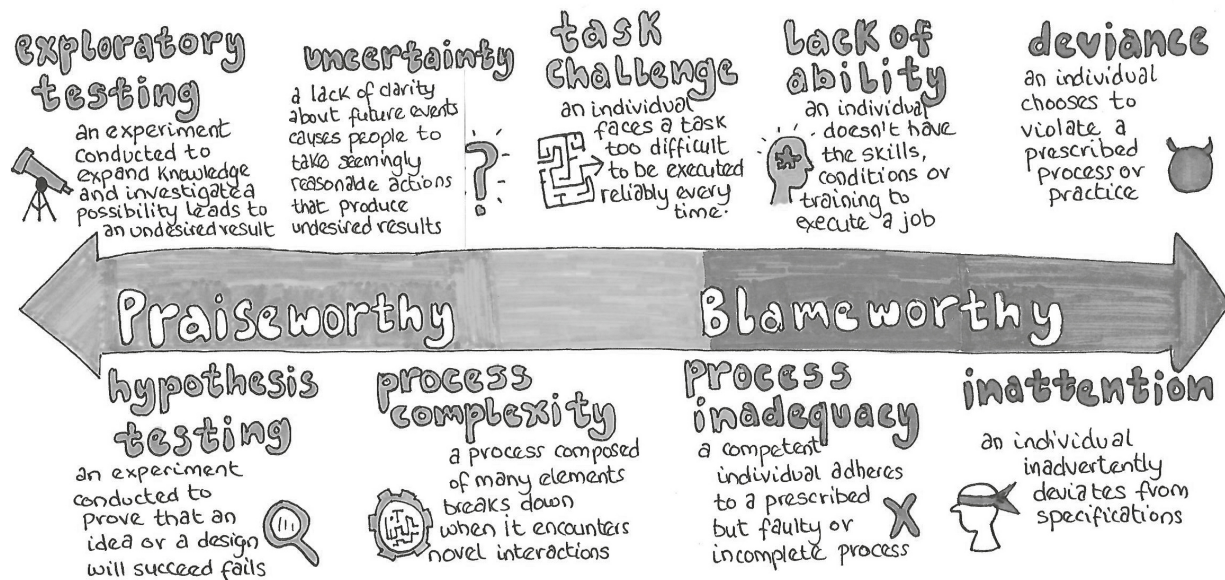 exploratory
testing
an experiment
conducted to
expand knowledge
and investigate a
possibility leads to
an undesired result
uncertainty
a lack of clarity
about future events
causes people to
take seemingly
reasonable actions
that produce
undesired results
task
challenge
an individual
faces a task
too difficult
to be executed
reliably every
time.
Lack of
ability
an individual
doesn't have
the skills,
conditions or
training to
execute a job
deviance
an individual
chooses to
violate a
prescribed
process or
practice
Praiseworthy
Blameworthy
hypothesis
testing
an experiment
conducted to
prove that an
idea or a design
will succeed fails
process
complexity
a process composed
of many elements
breaks down
when it encounters
novel interactions
process
inadequacy
a competent
individual adheres
to a prescribed
but faulty or
incomplete process
inattention
an individual
inadvertently
deviates from
specifications